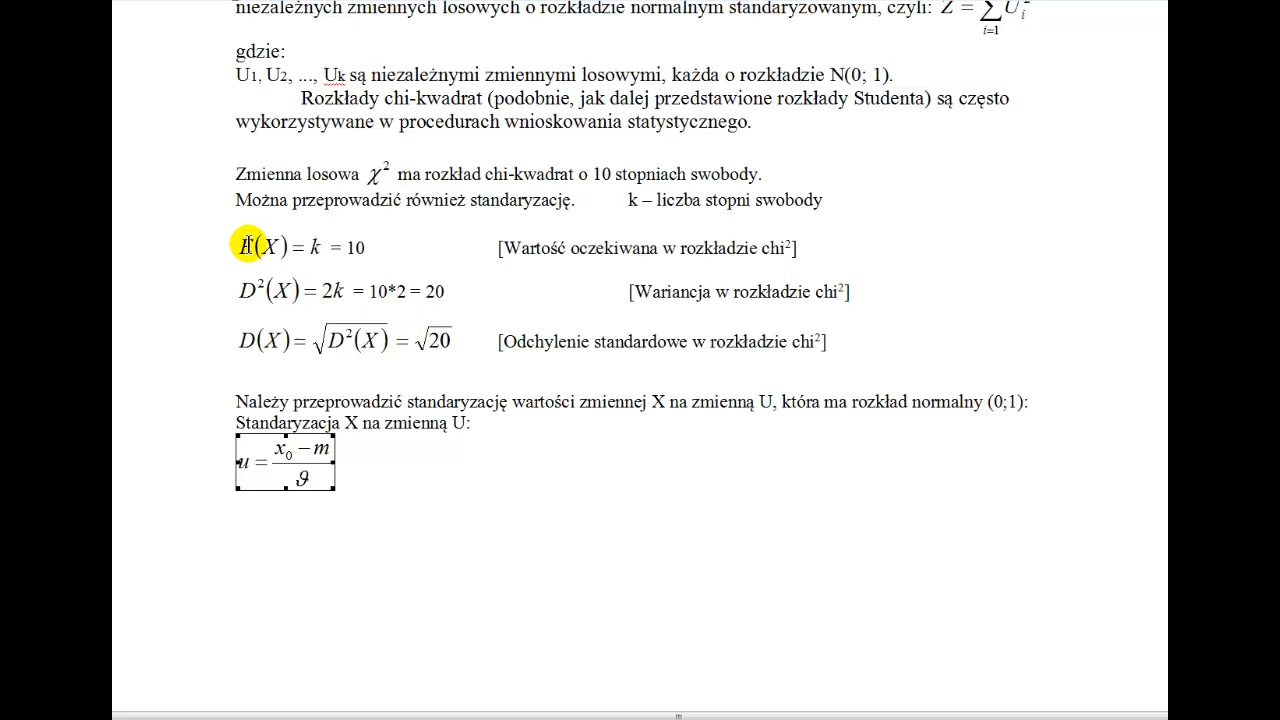 niezależnych zmiennych losowych o rozkładzie normalnym standaryzowanym, czyli: Z = ∑ i=1 U i 2
gdzie:
U1, U2, ..., Uk są niezależnymi zmiennymi losowymi, każda o rozkładzie N(0; 1).
Rozkłady chi-kwadrat (podobnie, jak dalej przedstawione rozkłady Studenta) są często
wykorzystywane w procedurach wnioskowania statystycznego.
Zmienna losowa χ² ma rozkład chi-kwadrat o 10 stopniach swobody.
Można przeprowadzić również standaryzację. k – liczba stopni swobody
E(X) = k = 10 [Wartość oczekiwana w rozkładzie chi²]
D²(X) = 2k = 10*2 = 20 [Wariancja w rozkładzie chi²]
D(X) = √D²(X) = √20 [Odchylenie standardowe w rozkładzie chi²]
Należy przeprowadzić standaryzację wartości zmiennej X na zmienną U, która ma rozkład normalny (0;1):
Standaryzacja X na zmienną U:
u = (x₀ − m) / ϑ